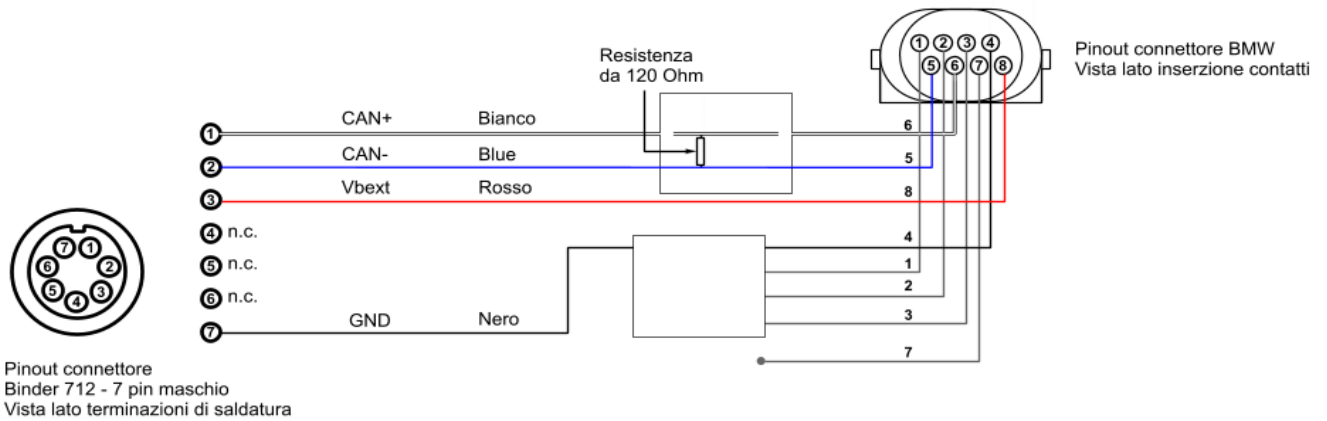 1 2 3 4
5 6 7 8
Pinout connettore BMW
Vista lato inserzione contatti
Resistenza
da 120 Ohm
1 CAN+ Bianco 6
2 CAN- Blue 5
3 Vbext Rosso 8
4 n.c. 4
5 n.c. 1
6 n.c. 2
7 GND Nero 3
7
7 1
6 2
5 3
4
Pinout connettore
Binder 712 - 7 pin maschio
Vista lato terminazioni di saldatura